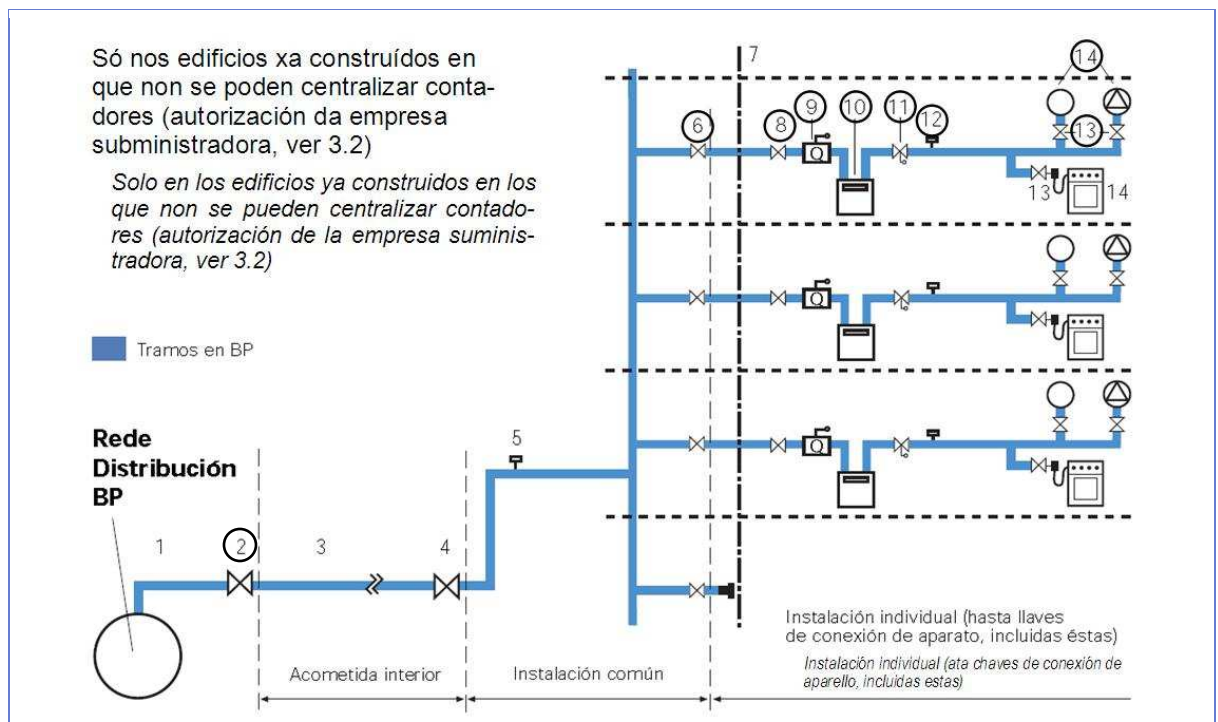 Só nos edificios xa construídos en
que non se poden centralizar conta-
dores (autorización da empresa
subministradora, ver 3.2)
Solo en los edificios ya construidos en los
que non se pueden centralizar contado-
res (autorización de la empresa suminis-
tradora, ver 3.2)
Tramos en BP
Rede
Distribución
BP
1
2
3
4
5
6
7
8
9
10
11
12
14
13
13
14
Q
Q
Q
Acometida interior
Instalación común
Instalación individual (hasta llaves
de conexión de aparato, incluidas éstas)
Instalación individual (ata chaves de conexión de
aparello, incluidas estas)